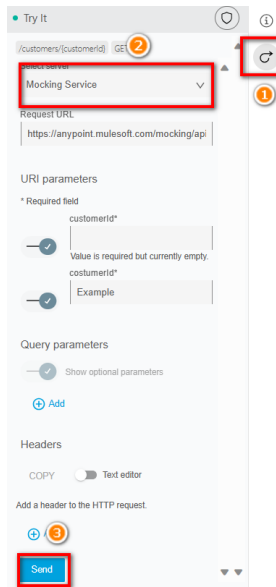 Try It
/customers/{customerId} GET
2
Select server
Mocking Service
1
Request URL
https://anypoint.mulesoft.com/mocking/api
URI parameters
* Required field
customerId*
Value is required but currently empty.
costumerId*
Example
Query parameters
Show optional parameters
Add
Headers
COPY
Text editor
Add a header to the HTTP request.
3
Send